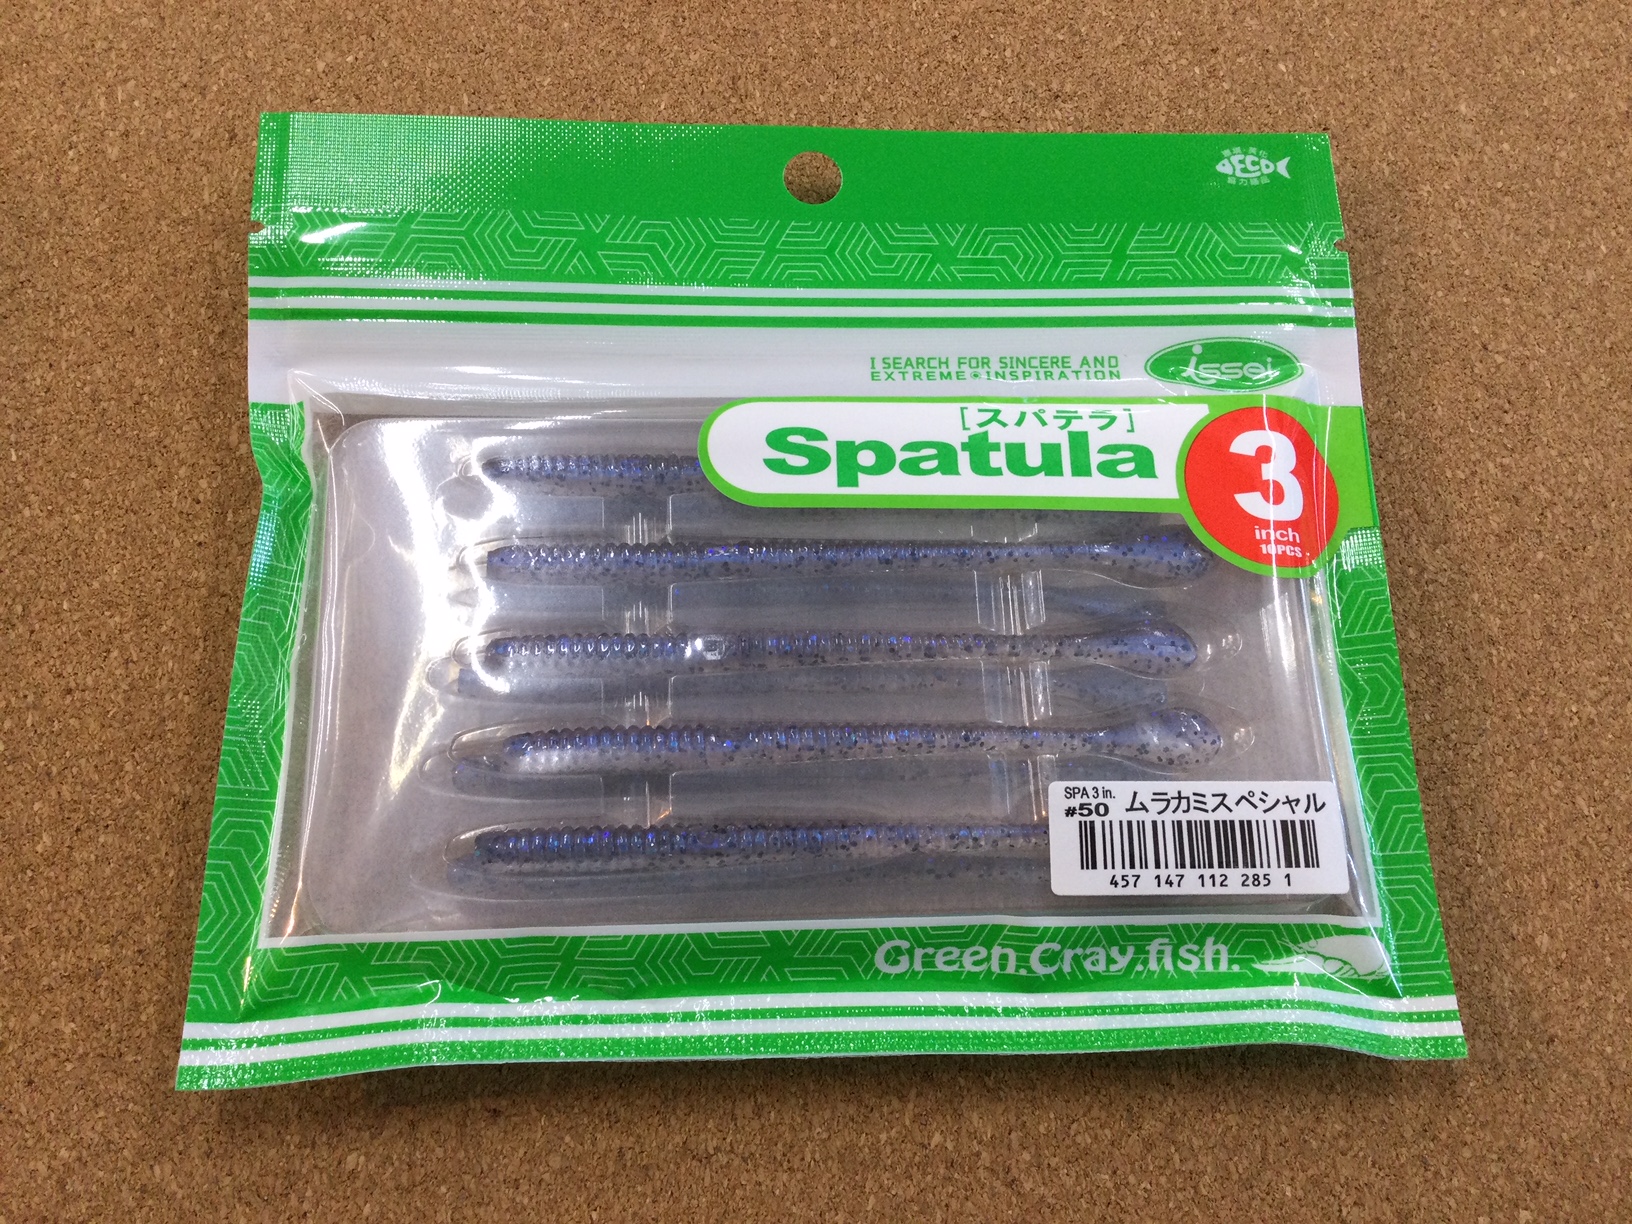 ECO
I SEARCH FOR SINCERE AND
EXTREME INSPIRATION
issei
[スパテラ]
Spatula
3
inch
10PCS.
SPA 3 in.
#50 ムラカミスペシャル
457 147 112 285 1
Green.Cray.fish.